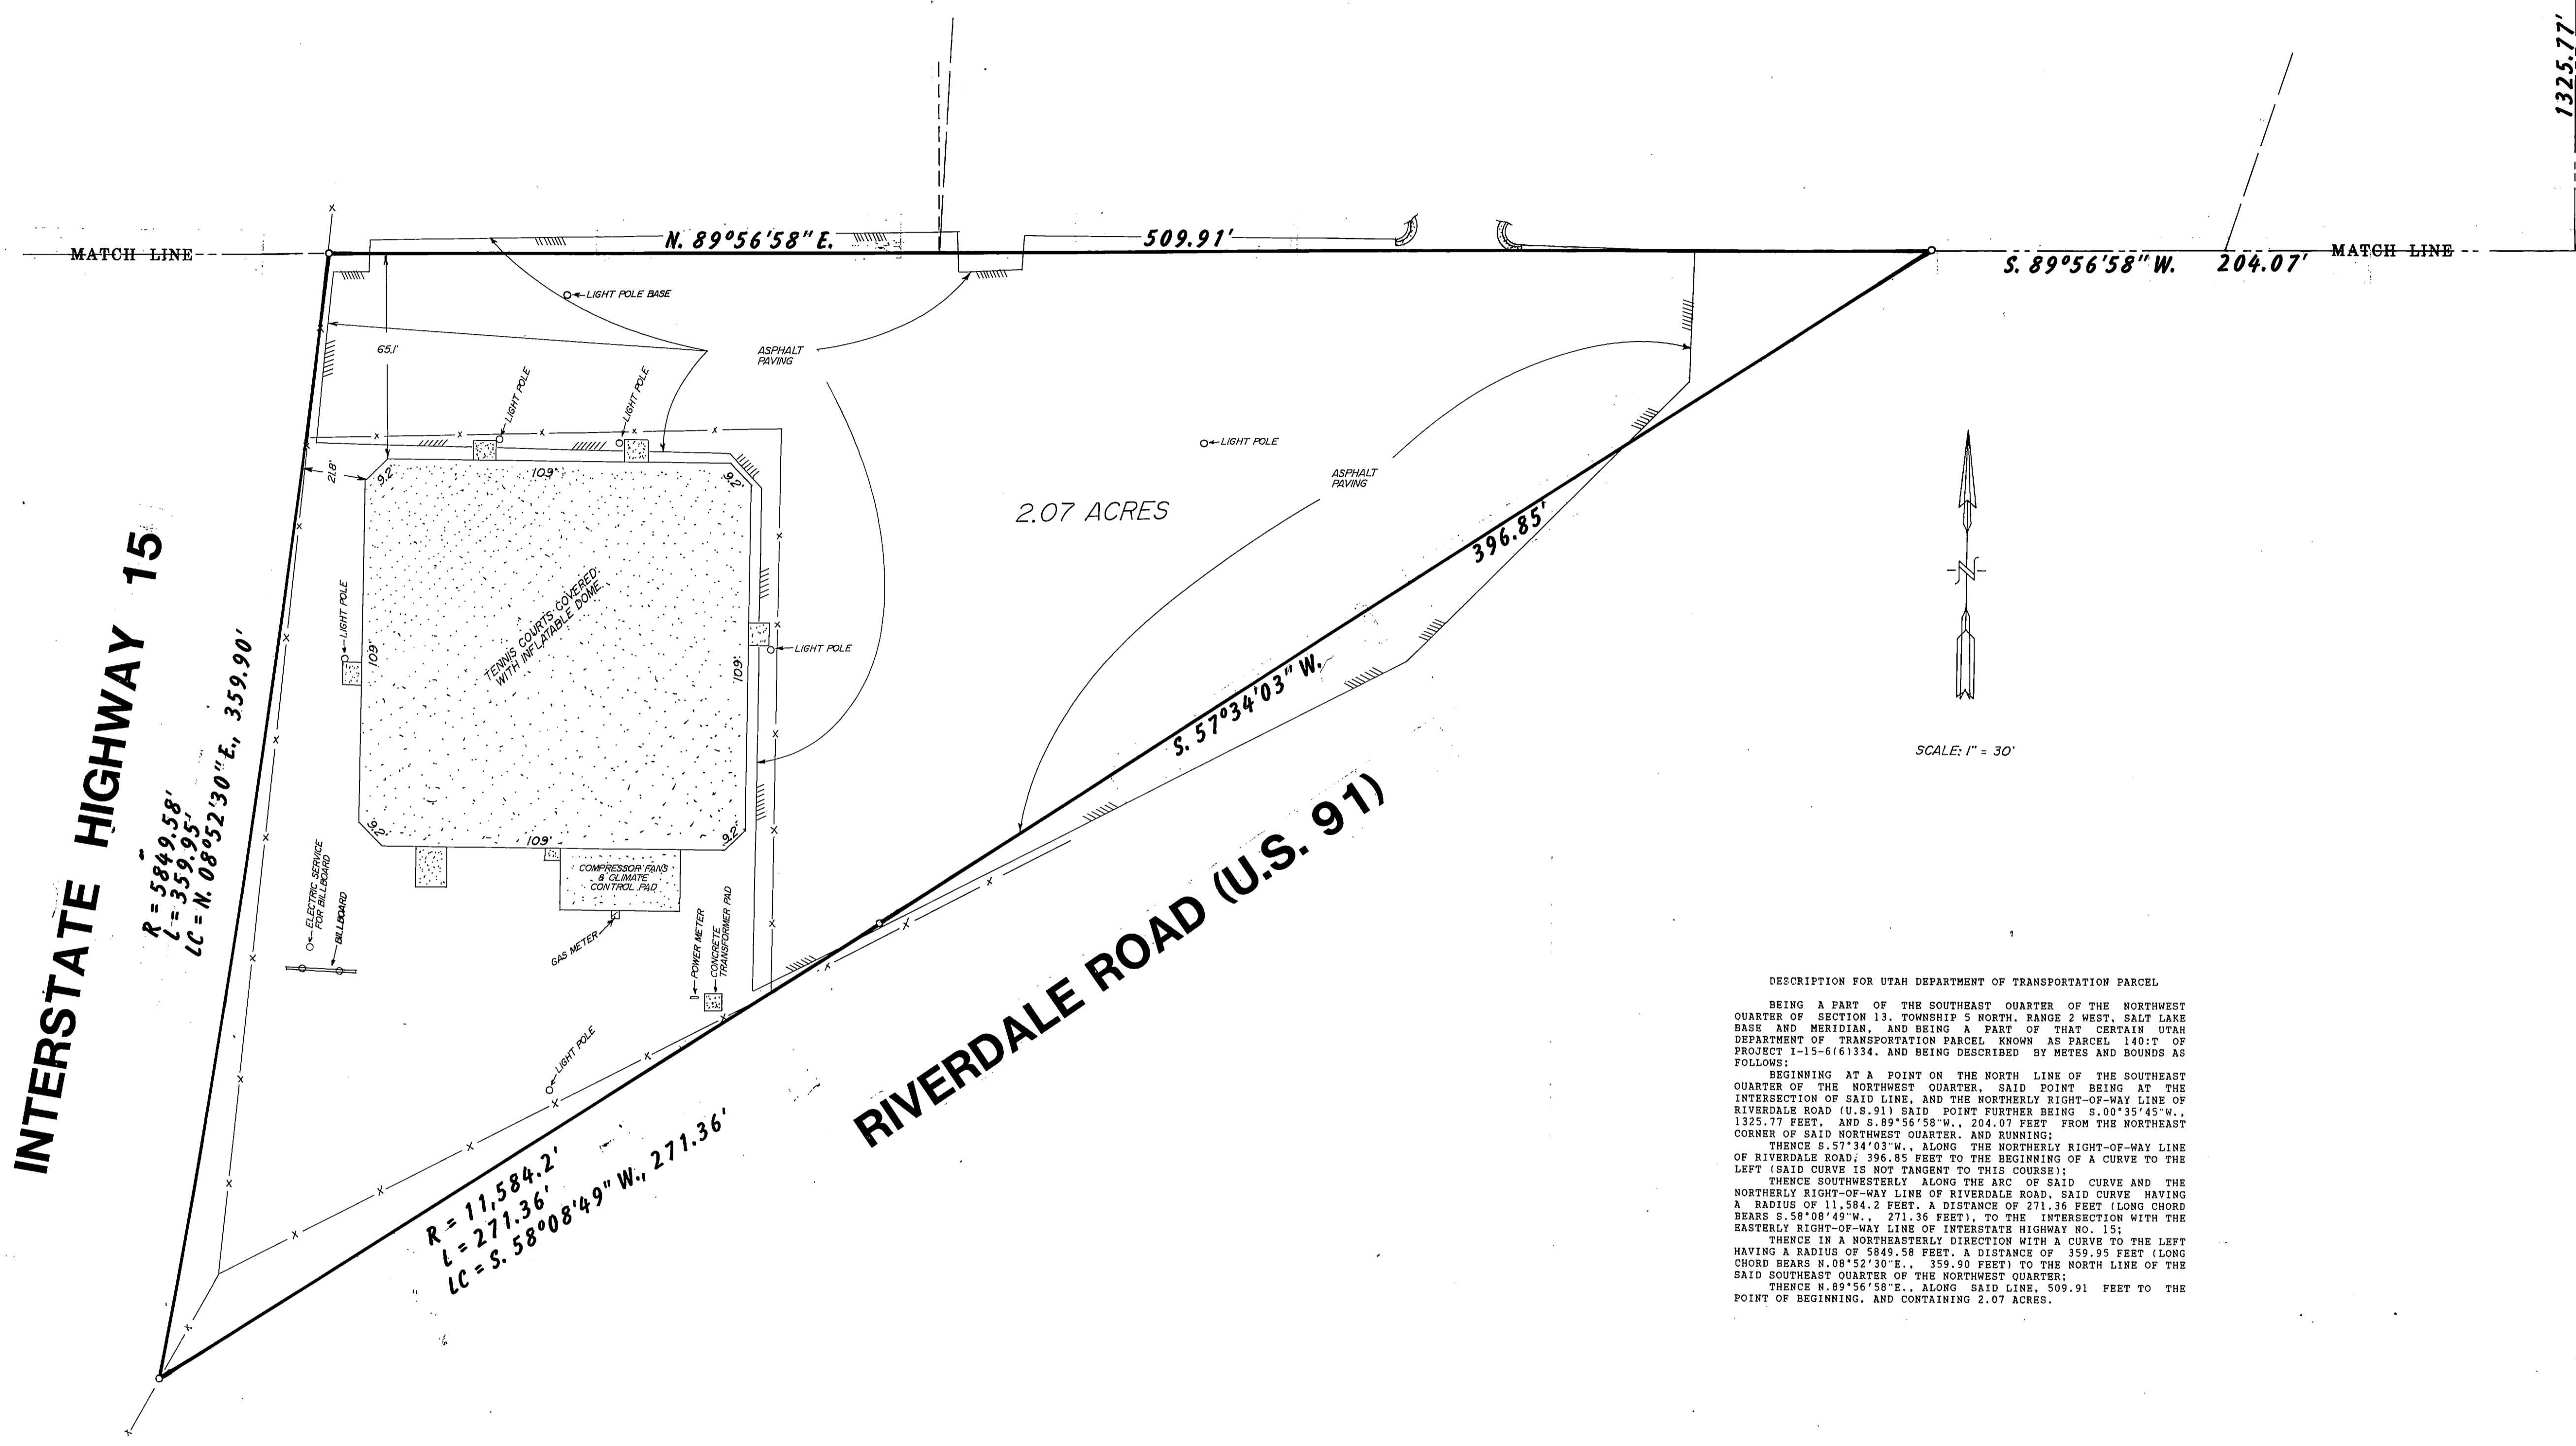 1325.77'
MATCH LINE
N. 89°56'58" E.
509.91'
S. 89°56'58" W. 204.07'
MATCH LINE
LIGHT POLE BASE
65.1'
ASPHALT
PAVING
LIGHT POLE
LIGHT POLE
LIGHT POLE
ASPHALT
PAVING
21.8'
9.2'
109'
9.2'
2.07 ACRES
396.85'
S. 57°34'03" W.
N
SCALE: 1" = 30'
INTERSTATE HIGHWAY 15
R = 5849.58'
L = 359.95'
LC = N. 08°52'30" E., 359.90'
LIGHT POLE
109'
TENNIS COURTS COVERED
WITH INFLATABLE DOME
109'
LIGHT POLE
9.2'
109'
9.2'
COMPRESSOR FANS
& CLIMATE
CONTROL PAD
ELECTRIC SERVICE
FOR BILLBOARD
BILLBOARD
GAS METER
POWER METER
CONCRETE
TRANSFORMER PAD
LIGHT POLE
RIVERDALE ROAD (U.S. 91)
R = 11,584.2'
L = 271.36'
LC = S. 58°08'49" W., 271.36'
DESCRIPTION FOR UTAH DEPARTMENT OF TRANSPORTATION PARCEL
BEING A PART OF THE SOUTHEAST QUARTER OF THE NORTHWEST
QUARTER OF SECTION 13, TOWNSHIP 5 NORTH, RANGE 2 WEST, SALT LAKE
BASE AND MERIDIAN, AND BEING A PART OF THAT CERTAIN UTAH
DEPARTMENT OF TRANSPORTATION PARCEL KNOWN AS PARCEL 140:T OF
PROJECT I-15-6(6)334, AND BEING DESCRIBED BY METES AND BOUNDS AS
FOLLOWS:
BEGINNING AT A POINT ON THE NORTH LINE OF THE SOUTHEAST
QUARTER OF THE NORTHWEST QUARTER, SAID POINT BEING AT THE
INTERSECTION OF SAID LINE, AND THE NORTHERLY RIGHT-OF-WAY LINE OF
RIVERDALE ROAD (U.S.91) SAID POINT FURTHER BEING S.00°35'45"W.,
1325.77 FEET, AND S.89°56'58"W., 204.07 FEET FROM THE NORTHEAST
CORNER OF SAID NORTHWEST QUARTER, AND RUNNING;
THENCE S.57°34'03"W., ALONG THE NORTHERLY RIGHT-OF-WAY LINE
OF RIVERDALE ROAD, 396.85 FEET TO THE BEGINNING OF A CURVE TO THE
LEFT (SAID CURVE IS NOT TANGENT TO THIS COURSE);
THENCE SOUTHWESTERLY ALONG THE ARC OF SAID CURVE AND THE
NORTHERLY RIGHT-OF-WAY LINE OF RIVERDALE ROAD, SAID CURVE HAVING
A RADIUS OF 11,584.2 FEET, A DISTANCE OF 271.36 FEET (LONG CHORD
BEARS S.58°08'49"W., 271.36 FEET), TO THE INTERSECTION WITH THE
EASTERLY RIGHT-OF-WAY LINE OF INTERSTATE HIGHWAY NO. 15;
THENCE IN A NORTHEASTERLY DIRECTION WITH A CURVE TO THE LEFT
HAVING A RADIUS OF 5849.58 FEET, A DISTANCE OF 359.95 FEET (LONG
CHORD BEARS N.08°52'30"E., 359.90 FEET) TO THE NORTH LINE OF THE
SAID SOUTHEAST QUARTER OF THE NORTHWEST QUARTER;
THENCE N.89°56'58"E., ALONG SAID LINE, 509.91 FEET TO THE
POINT OF BEGINNING, AND CONTAINING 2.07 ACRES.